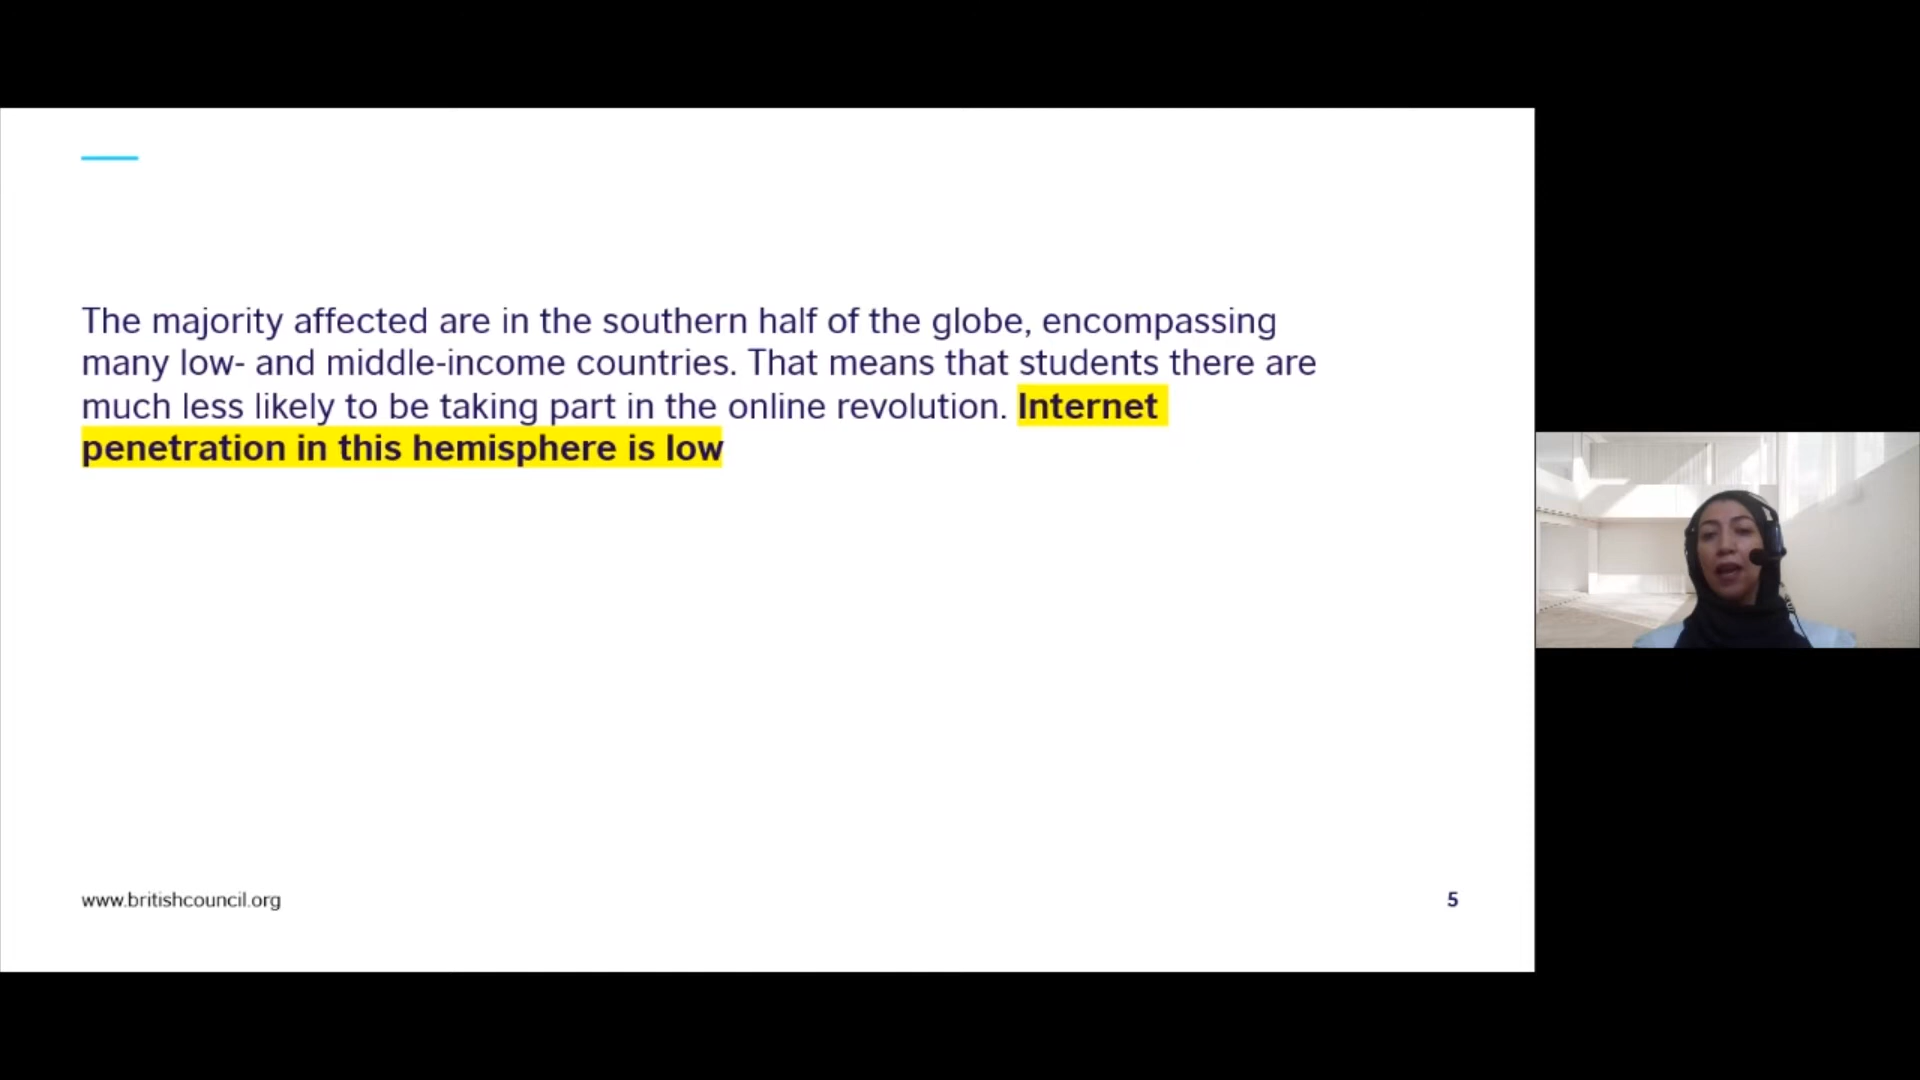 The majority affected are in the southern half of the globe, encompassing
many low- and middle-income countries. That means that students there are
much less likely to be taking part in the online revolution. Internet
penetration in this hemisphere is low
www.britishcouncil.org
5